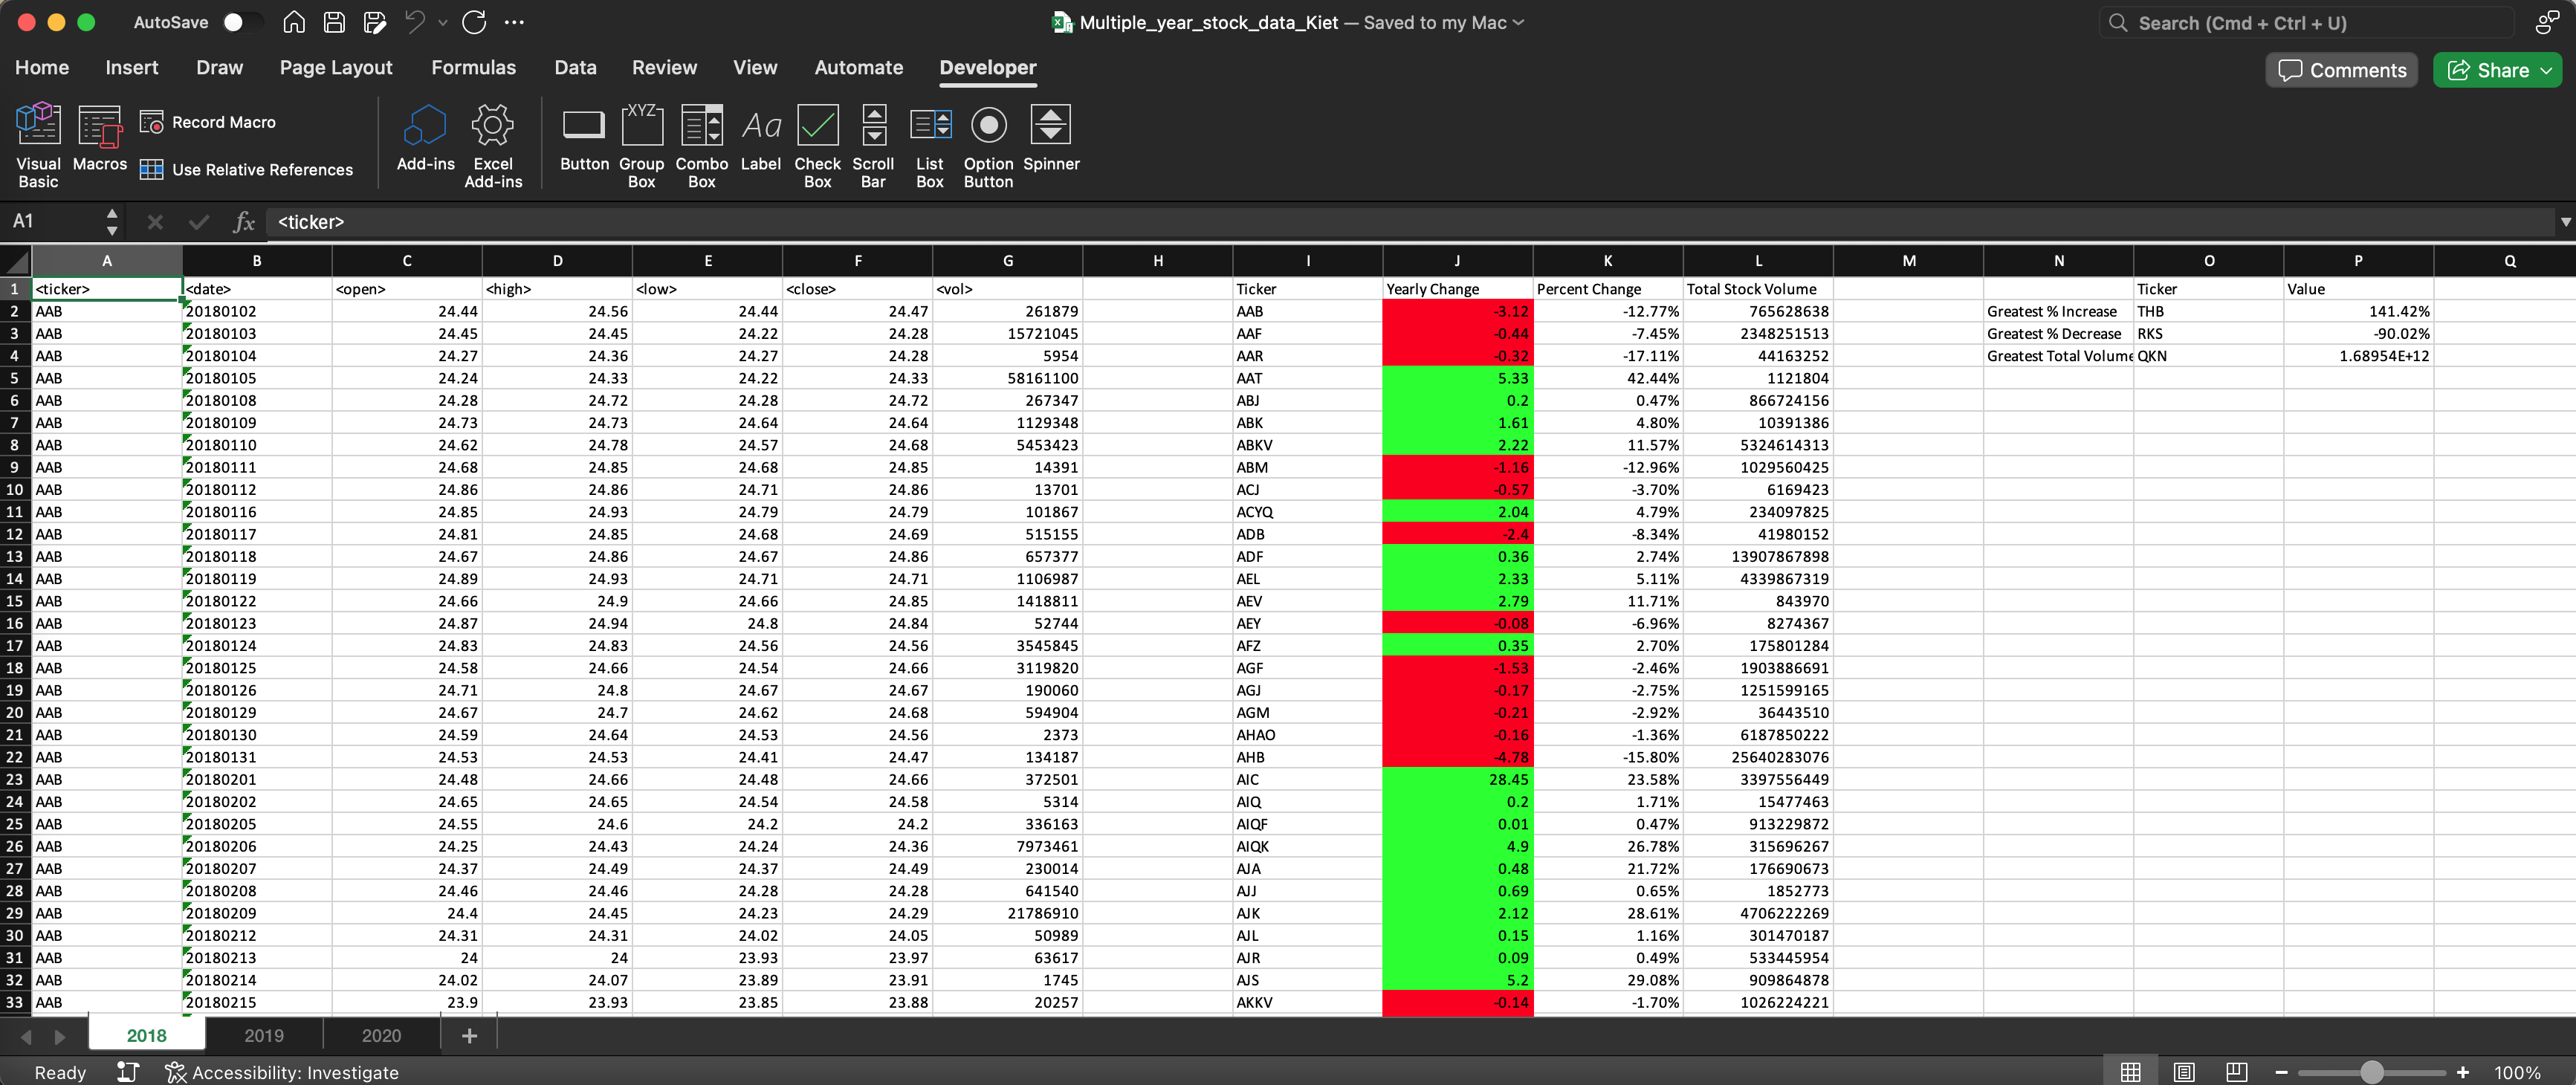 AutoSave
Multiple_year_stock_data_Kiet — Saved to my Mac
Search (Cmd + Ctrl + U)
Home Insert Draw Page Layout Formulas Data Review View Automate Developer
Comments Share
Visual Basic
Macros
Record Macro
Use Relative References
Add-ins
Excel Add-ins
Button
XYZ
Group Box
Combo Box
Aa
Label
Check Box
Scroll Bar
List Box
Option Button
Spinner
A1 fx <ticker>
A B C D E F G H I J K L M N O P Q
1 <ticker> <date> <open> <high> <low> <close> <vol> Ticker Yearly Change Percent Change Total Stock Volume Ticker Value
2 AAB 20180102 24.44 24.56 24.44 24.47 261879 AAB -3.12 -12.77% 765628638 Greatest % Increase THB 141.42%
3 AAB 20180103 24.45 24.45 24.22 24.28 15721045 AAF -0.44 -7.45% 2348251513 Greatest % Decrease RKS -90.02%
4 AAB 20180104 24.27 24.36 24.27 24.28 5954 AAR -0.32 -17.11% 44163252 Greatest Total Volume QKN 1.68954E+12
5 AAB 20180105 24.24 24.33 24.22 24.33 58161100 AAT 5.33 42.44% 1121804
6 AAB 20180108 24.28 24.72 24.28 24.72 267347 ABJ 0.2 0.47% 866724156
7 AAB 20180109 24.73 24.73 24.64 24.64 1129348 ABK 1.61 4.80% 10391386
8 AAB 20180110 24.62 24.78 24.57 24.68 5453423 ABKV 2.22 11.57% 5324614313
9 AAB 20180111 24.68 24.85 24.68 24.85 14391 ABM -1.16 -12.96% 1029560425
10 AAB 20180112 24.86 24.86 24.71 24.86 13701 ACJ -0.57 -3.70% 6169423
11 AAB 20180116 24.85 24.93 24.79 24.79 101867 ACYQ 2.04 4.79% 234097825
12 AAB 20180117 24.81 24.85 24.68 24.69 515155 ADB -2.4 -8.34% 41980152
13 AAB 20180118 24.67 24.86 24.67 24.86 657377 ADF 0.36 2.74% 13907867898
14 AAB 20180119 24.89 24.93 24.71 24.71 1106987 AEL 2.33 5.11% 4339867319
15 AAB 20180122 24.66 24.9 24.66 24.85 1418811 AEV 2.79 11.71% 843970
16 AAB 20180123 24.87 24.94 24.8 24.84 52744 AEY -0.08 -6.96% 8274367
17 AAB 20180124 24.83 24.83 24.56 24.56 3545845 AFZ 0.35 2.70% 175801284
18 AAB 20180125 24.58 24.66 24.54 24.66 3119820 AGF -1.53 -2.46% 1903886691
19 AAB 20180126 24.71 24.8 24.67 24.67 190060 AGJ -0.17 -2.75% 1251599165
20 AAB 20180129 24.67 24.7 24.62 24.68 594904 AGM -0.21 -2.92% 36443510
21 AAB 20180130 24.59 24.64 24.53 24.56 2373 AHAO -0.16 -1.36% 6187850222
22 AAB 20180131 24.53 24.53 24.41 24.47 134187 AHB -4.78 -15.80% 25640283076
23 AAB 20180201 24.48 24.66 24.48 24.66 372501 AIC 28.45 23.58% 3397556449
24 AAB 20180202 24.65 24.65 24.54 24.58 5314 AIQ 0.2 1.71% 15477463
25 AAB 20180205 24.55 24.6 24.2 24.2 336163 AIQF 0.01 0.47% 913229872
26 AAB 20180206 24.25 24.43 24.24 24.36 7973461 AIQK 4.9 26.78% 315696267
27 AAB 20180207 24.37 24.49 24.37 24.49 230014 AJA 0.48 21.72% 176690673
28 AAB 20180208 24.46 24.46 24.28 24.28 641540 AJJ 0.69 0.65% 1852773
29 AAB 20180209 24.4 24.45 24.23 24.29 21786910 AJK 2.12 28.61% 4706222269
30 AAB 20180212 24.31 24.31 24.02 24.05 50989 AJL 0.15 1.16% 301470187
31 AAB 20180213 24 24 23.93 23.97 63617 AJR 0.09 0.49% 533445954
32 AAB 20180214 24.02 24.07 23.89 23.91 1745 AJS 5.2 29.08% 909864878
33 AAB 20180215 23.9 23.93 23.85 23.88 20257 AKKV -0.14 -1.70% 1026224221
2018 2019 2020 +
Ready Accessibility: Investigate − + 100%